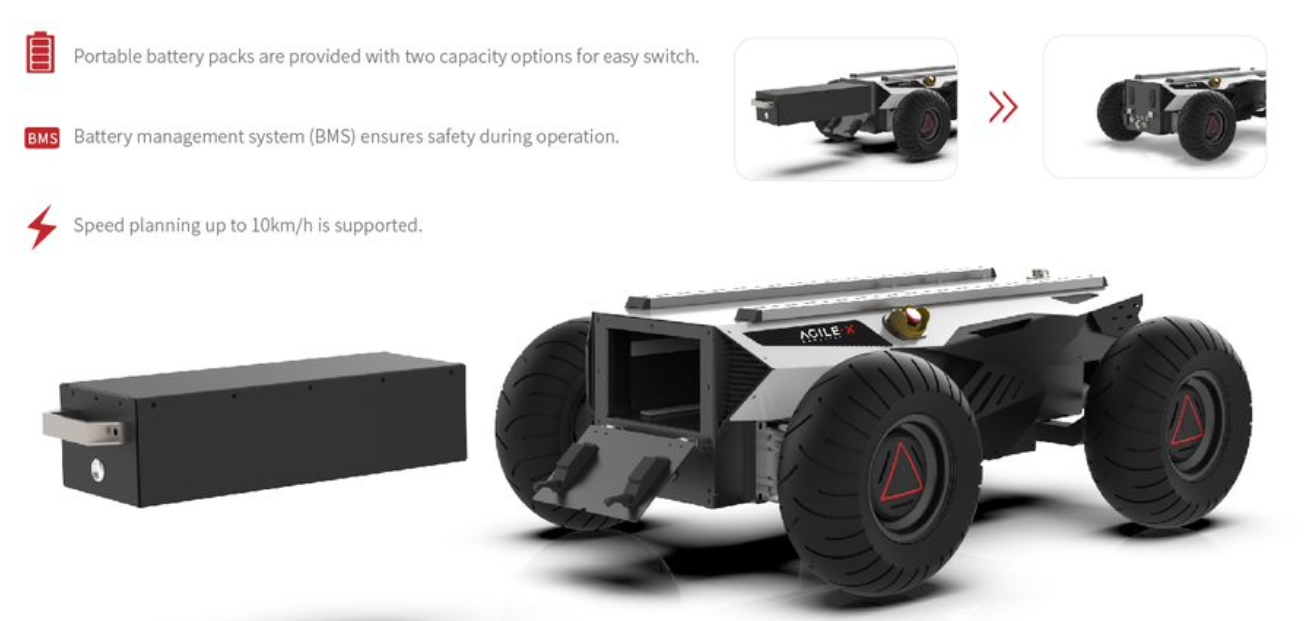 Portable battery packs are provided with two capacity options for easy switch.
BMS
Battery management system (BMS) ensures safety during operation.
Speed planning up to 10km/h is supported.
AGILE·X